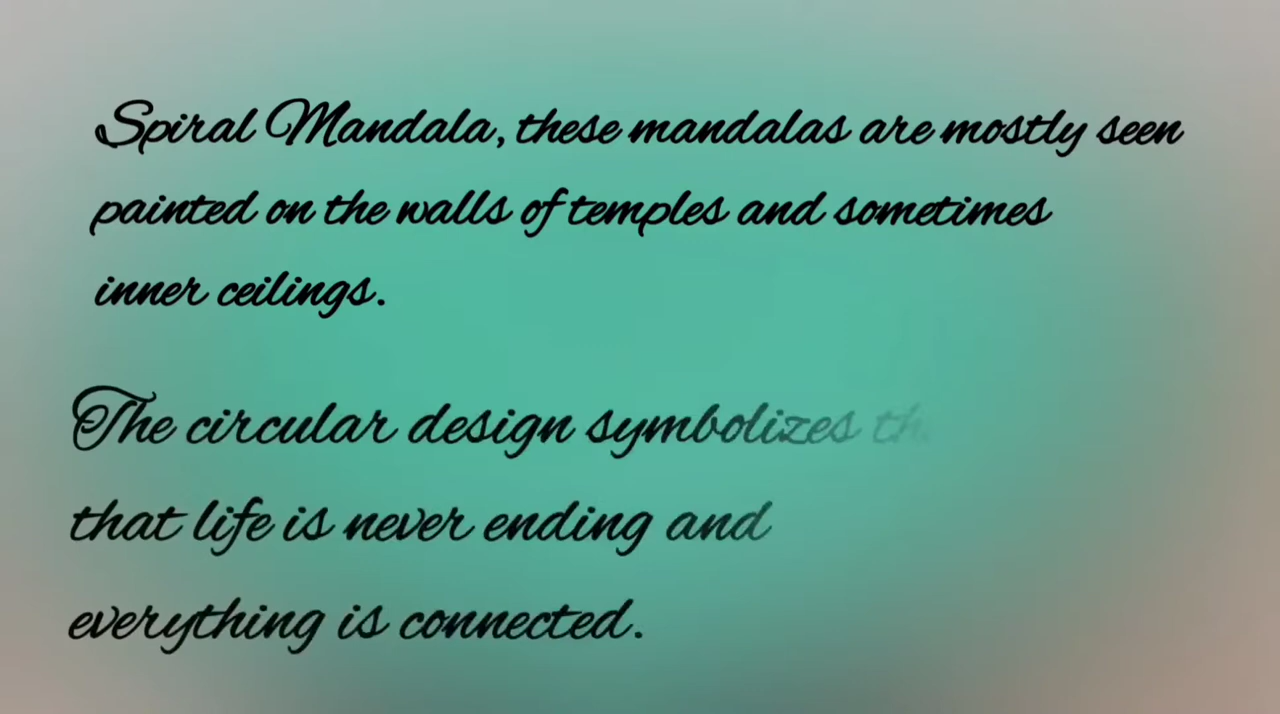 Spiral Mandala, these mandalas are mostly seen
painted on the walls of temples and sometimes
inner ceilings.
The circular design symbolizes
that life is never ending and
everything is connected.